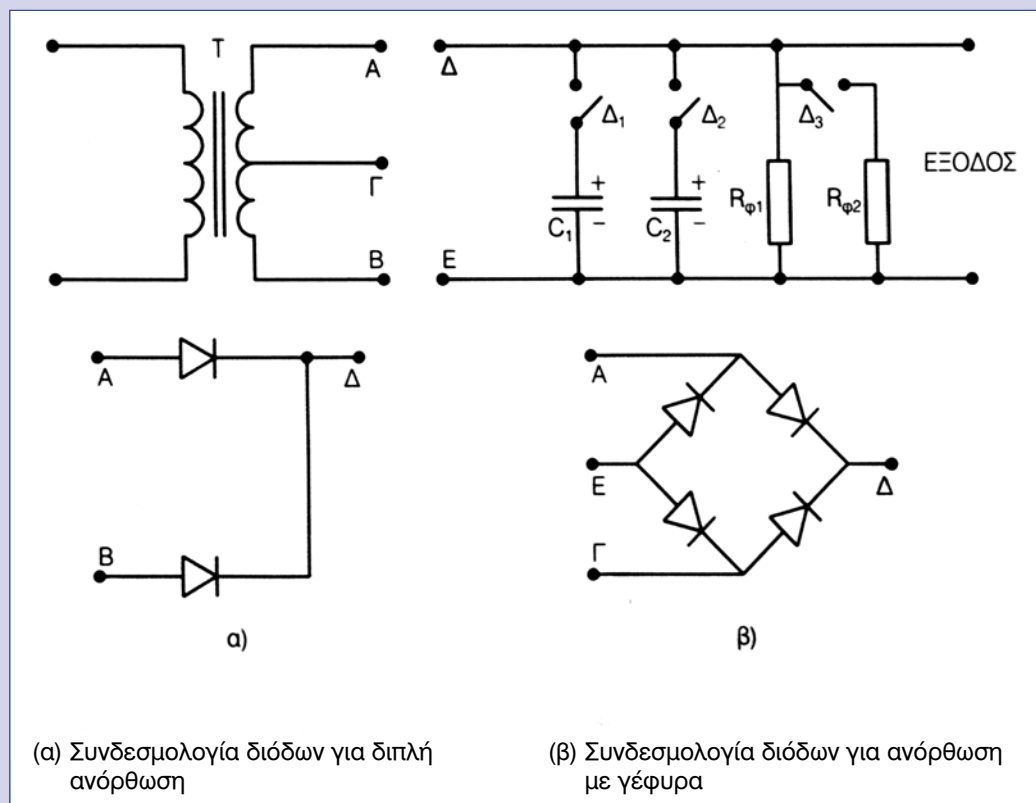 Τ
Α
Γ
Β
Δ
Δ₁
Δ₂
Δ₃
ΕΞΟΔΟΣ
+
−
C₁
+
−
C₂
Rφ1
Rφ2
Ε
Α
Δ
Β
α)
Α
Ε
Δ
Γ
β)
(α) Συνδεσμολογία διόδων για διπλή
ανόρθωση
(β) Συνδεσμολογία διόδων για ανόρθωση
με γέφυρα